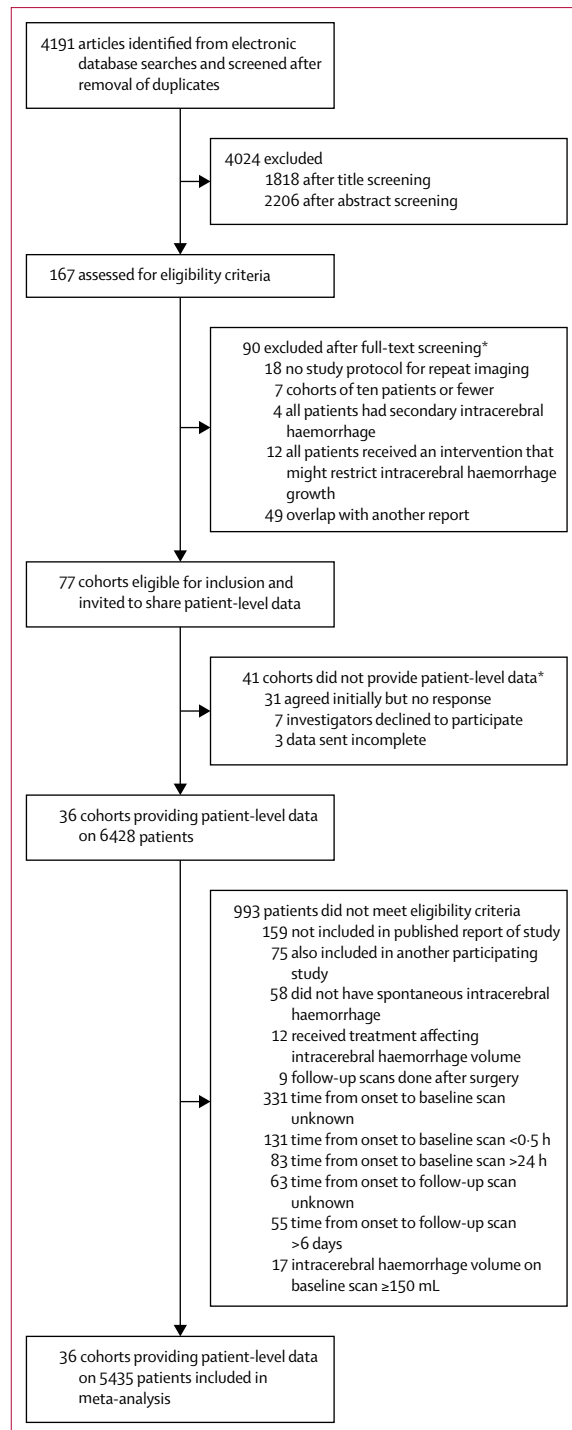 4191 articles identified from electronic
database searches and screened after
removal of duplicates
4024 excluded
1818 after title screening
2206 after abstract screening
167 assessed for eligibility criteria
90 excluded after full-text screening*
18 no study protocol for repeat imaging
7 cohorts of ten patients or fewer
4 all patients had secondary intracerebral
haemorrhage
12 all patients received an intervention that
might restrict intracerebral haemorrhage
growth
49 overlap with another report
77 cohorts eligible for inclusion and
invited to share patient-level data
41 cohorts did not provide patient-level data*
31 agreed initially but no response
7 investigators declined to participate
3 data sent incomplete
36 cohorts providing patient-level data
on 6428 patients
993 patients did not meet eligibility criteria
159 not included in published report of study
75 also included in another participating
study
58 did not have spontaneous intracerebral
haemorrhage
12 received treatment affecting
intracerebral haemorrhage volume
9 follow-up scans done after surgery
331 time from onset to baseline scan
unknown
131 time from onset to baseline scan <0·5 h
83 time from onset to baseline scan >24 h
63 time from onset to follow-up scan
unknown
55 time from onset to follow-up scan
>6 days
17 intracerebral haemorrhage volume on
baseline scan ≥150 mL
36 cohorts providing patient-level data
on 5435 patients included in
meta-analysis